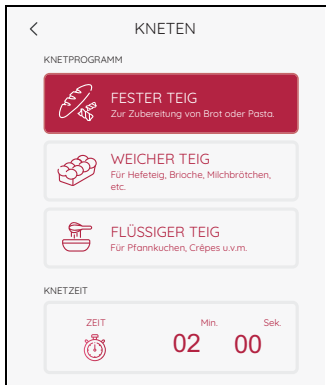 KNETEN
KNETPROGRAMM
FESTER TEIG
Zur Zubereitung von Brot oder Pasta.
WEICHER TEIG
Für Hefeteig, Brioche, Milchbrötchen,
etc.
FLÜSSIGER TEIG
Für Pfannkuchen, Crêpes u.v.m.
KNETZEIT
ZEIT Min. Sek.
02 00